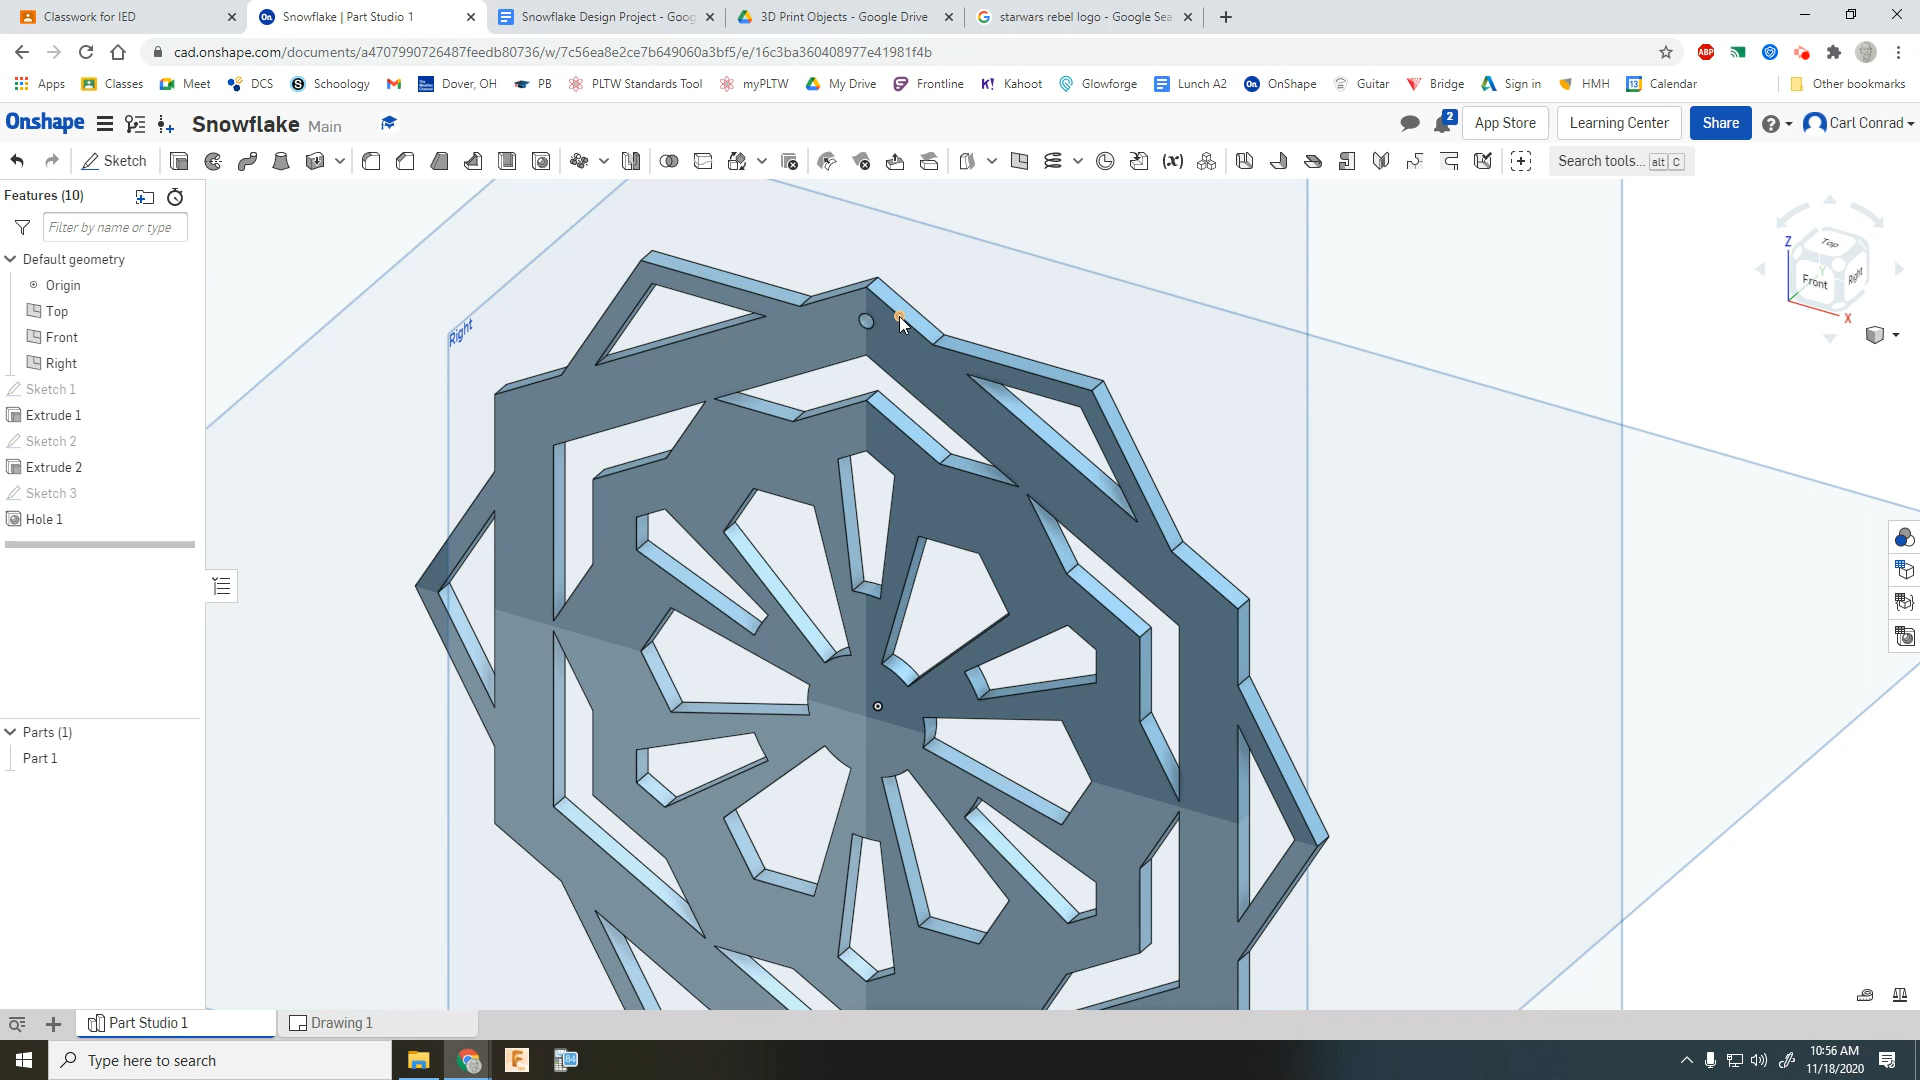 Classwork for IED
Snowflake | Part Studio 1
Snowflake Design Project - Goog
3D Print Objects - Google Drive
starwars rebel logo - Google Sea
cad.onshape.com/documents/a4707990726487feedb80736/w/7c56ea8e2ce7b649060a3bf5/e/16c3ba360408977e41981f4b
ABP
Apps
Classes
Meet
DCS
Schoology
Dover, OH
PB
PLTW Standards Tool
myPLTW
My Drive
Frontline
Kahoot
Glowforge
Lunch A2
OnShape
Guitar
Bridge
Sign in
HMH
Calendar
Other bookmarks
Onshape
Snowflake Main
2
App Store
Learning Center
Share
Carl Conrad
Sketch
Search tools... alt C
Features (10)
Filter by name or type
Default geometry
Origin
Top
Front
Right
Sketch 1
Extrude 1
Sketch 2
Extrude 2
Sketch 3
Hole 1
Parts (1)
Part 1
Right
Z
Top
Front
Right
Y
X
Part Studio 1
Drawing 1
Type here to search
84
10:56 AM
11/18/2020